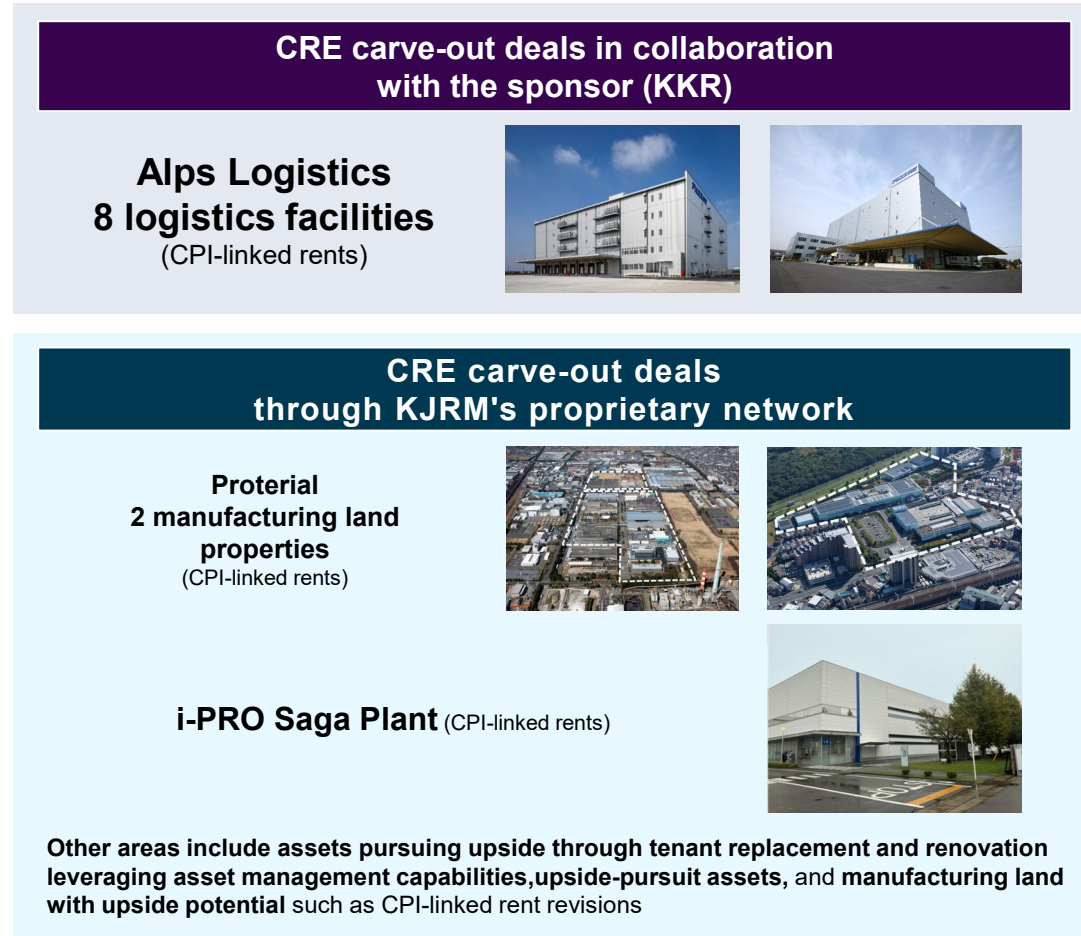 CRE carve-out deals in collaboration
with the sponsor (KKR)
Alps Logistics
8 logistics facilities
(CPI-linked rents)
CRE carve-out deals
through KJRM's proprietary network
Proterial
2 manufacturing land
properties
(CPI-linked rents)
i-PRO Saga Plant (CPI-linked rents)
Other areas include assets pursuing upside through tenant replacement and renovation
leveraging asset management capabilities,upside-pursuit assets, and manufacturing land
with upside potential such as CPI-linked rent revisions